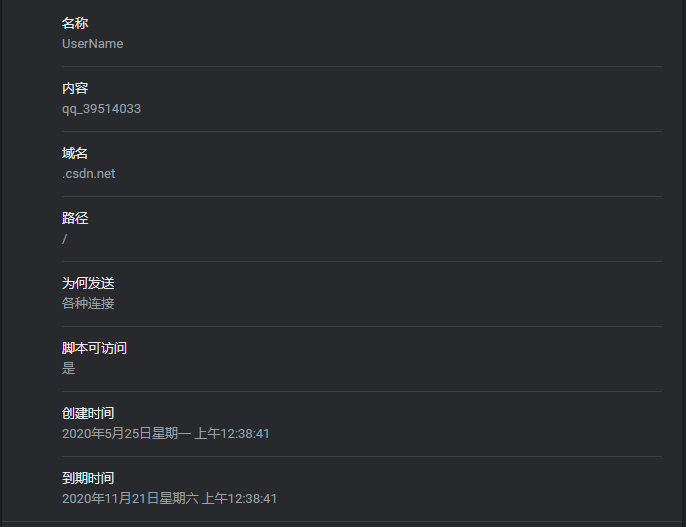 名称
UserName
内容
qq_39514033
域名
.csdn.net
路径
/
为何发送
各种连接
脚本可访问
是
创建时间
2020年5月25日星期一 上午12:38:41
到期时间
2020年11月21日星期六 上午12:38:41